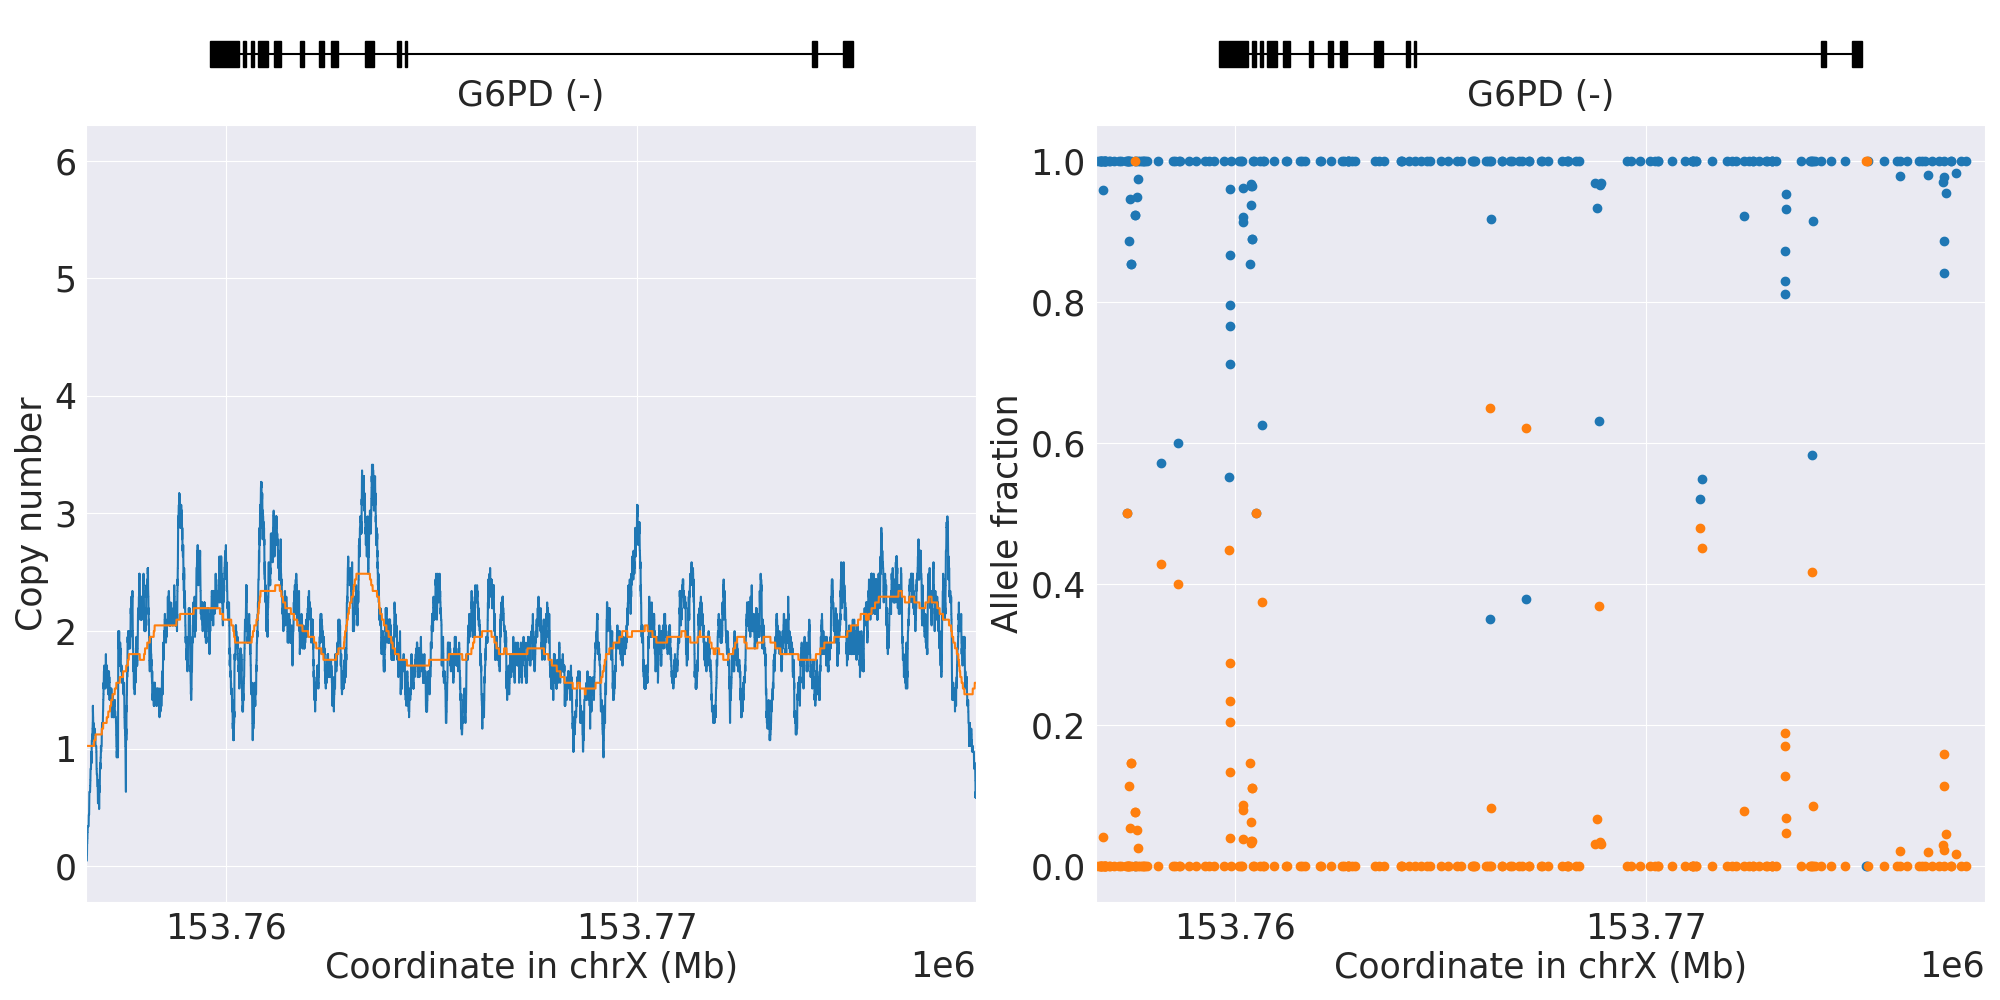 G6PD (-)
6
5
4
3
2
1
0
Copy number
153.76
153.77
Coordinate in chrX (Mb)
1e6
G6PD (-)
1.0
0.8
0.6
0.4
0.2
0.0
Allele fraction
153.76
153.77
Coordinate in chrX (Mb)
1e6